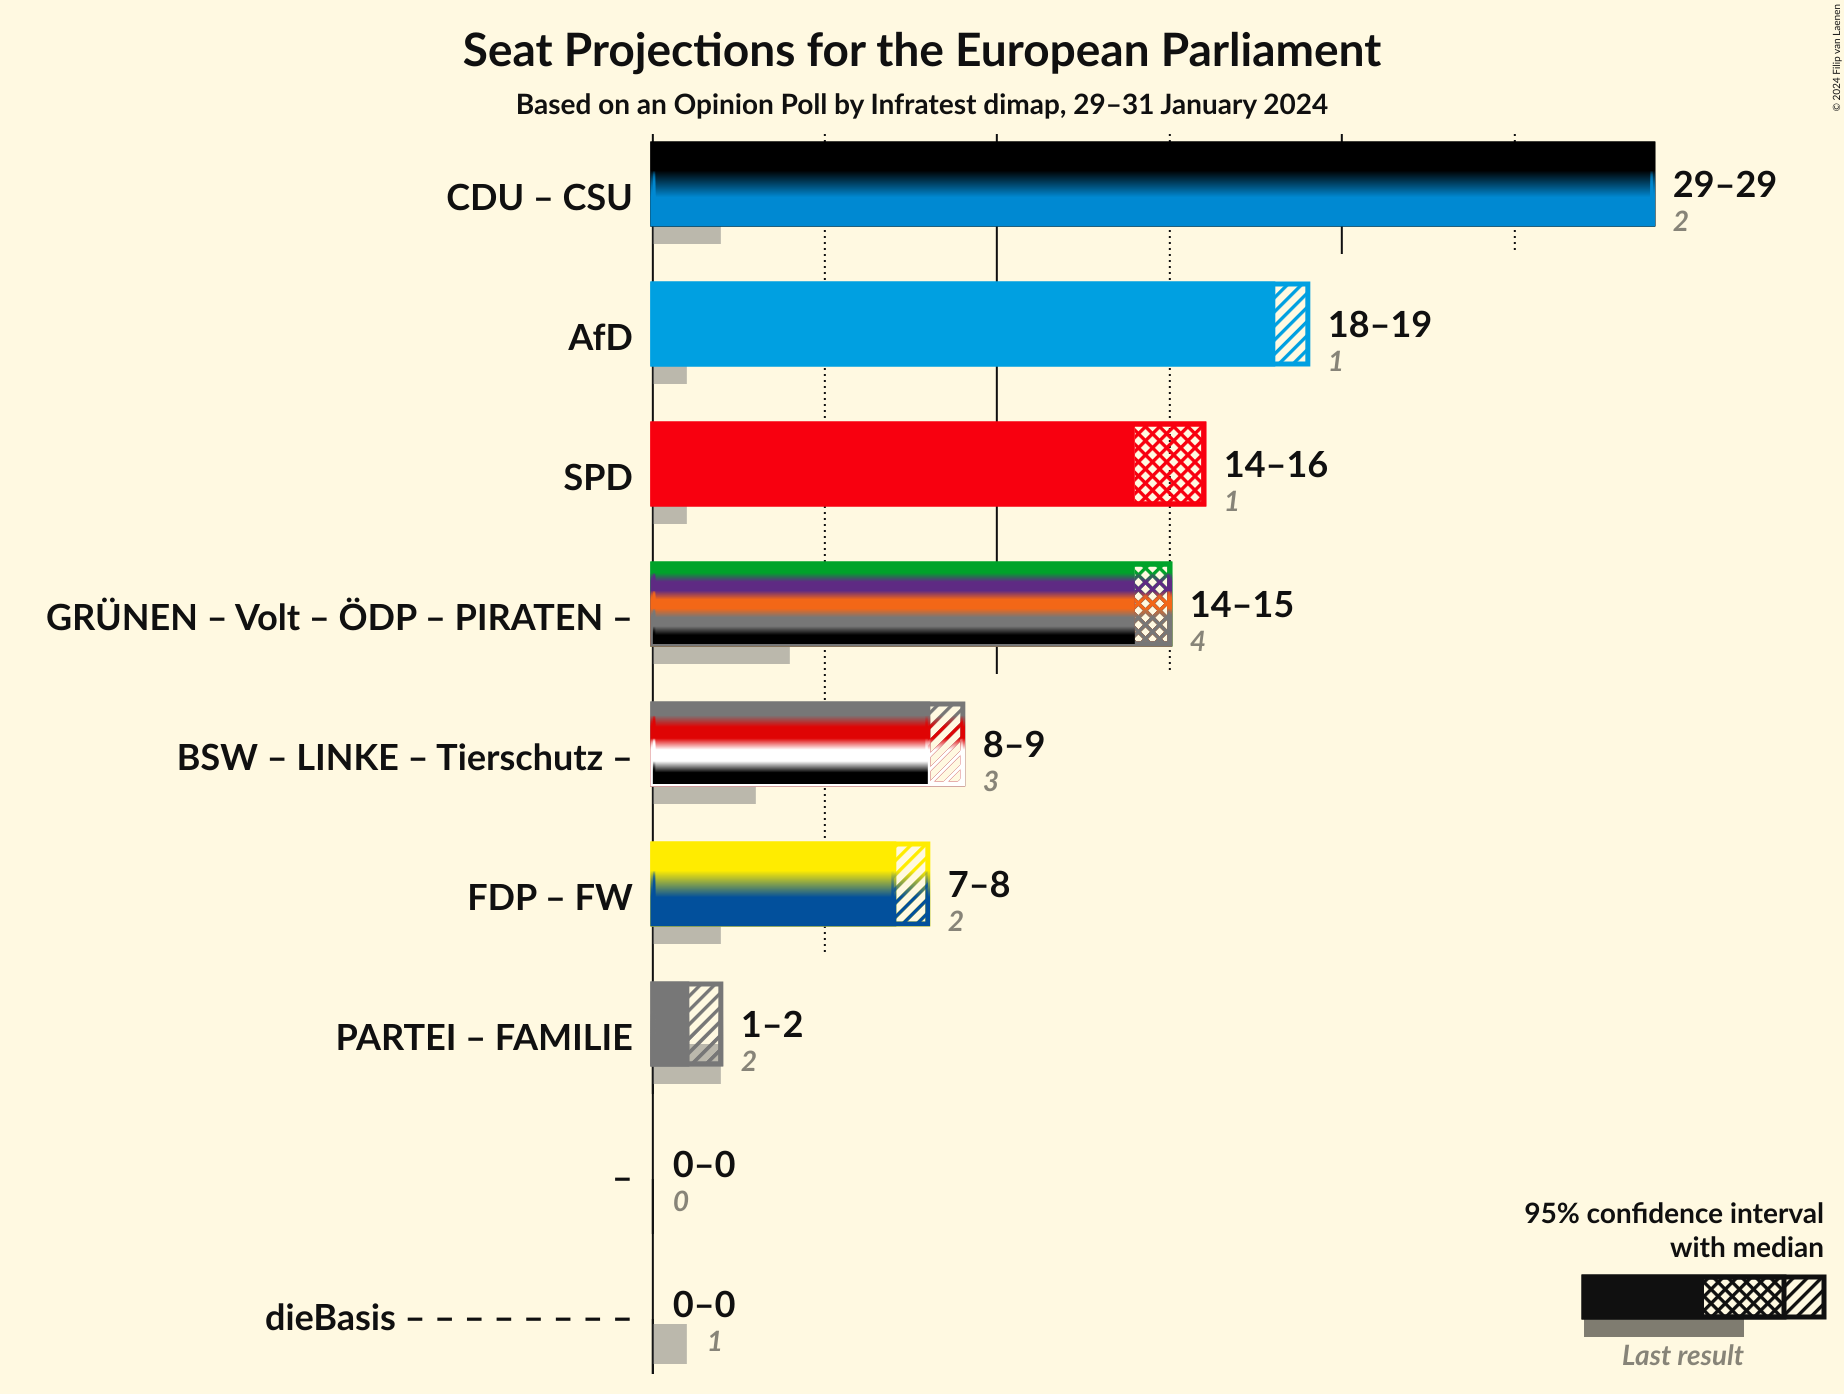 Seat Projections for the European Parliament
Based on an Opinion Poll by Infratest dimap, 29–31 January 2024
© 2024 Filip van Laenen
CDU – CSU
29–29
2
AfD
18–19
1
SPD
14–16
1
GRÜNEN – Volt – ÖDP – PIRATEN –
14–15
4
BSW – LINKE – Tierschutz –
8–9
3
FDP – FW
7–8
2
PARTEI – FAMILIE
1–2
2
–
0–0
0
dieBasis – – – – – – – –
0–0
1
95% confidence interval
with median
Last result